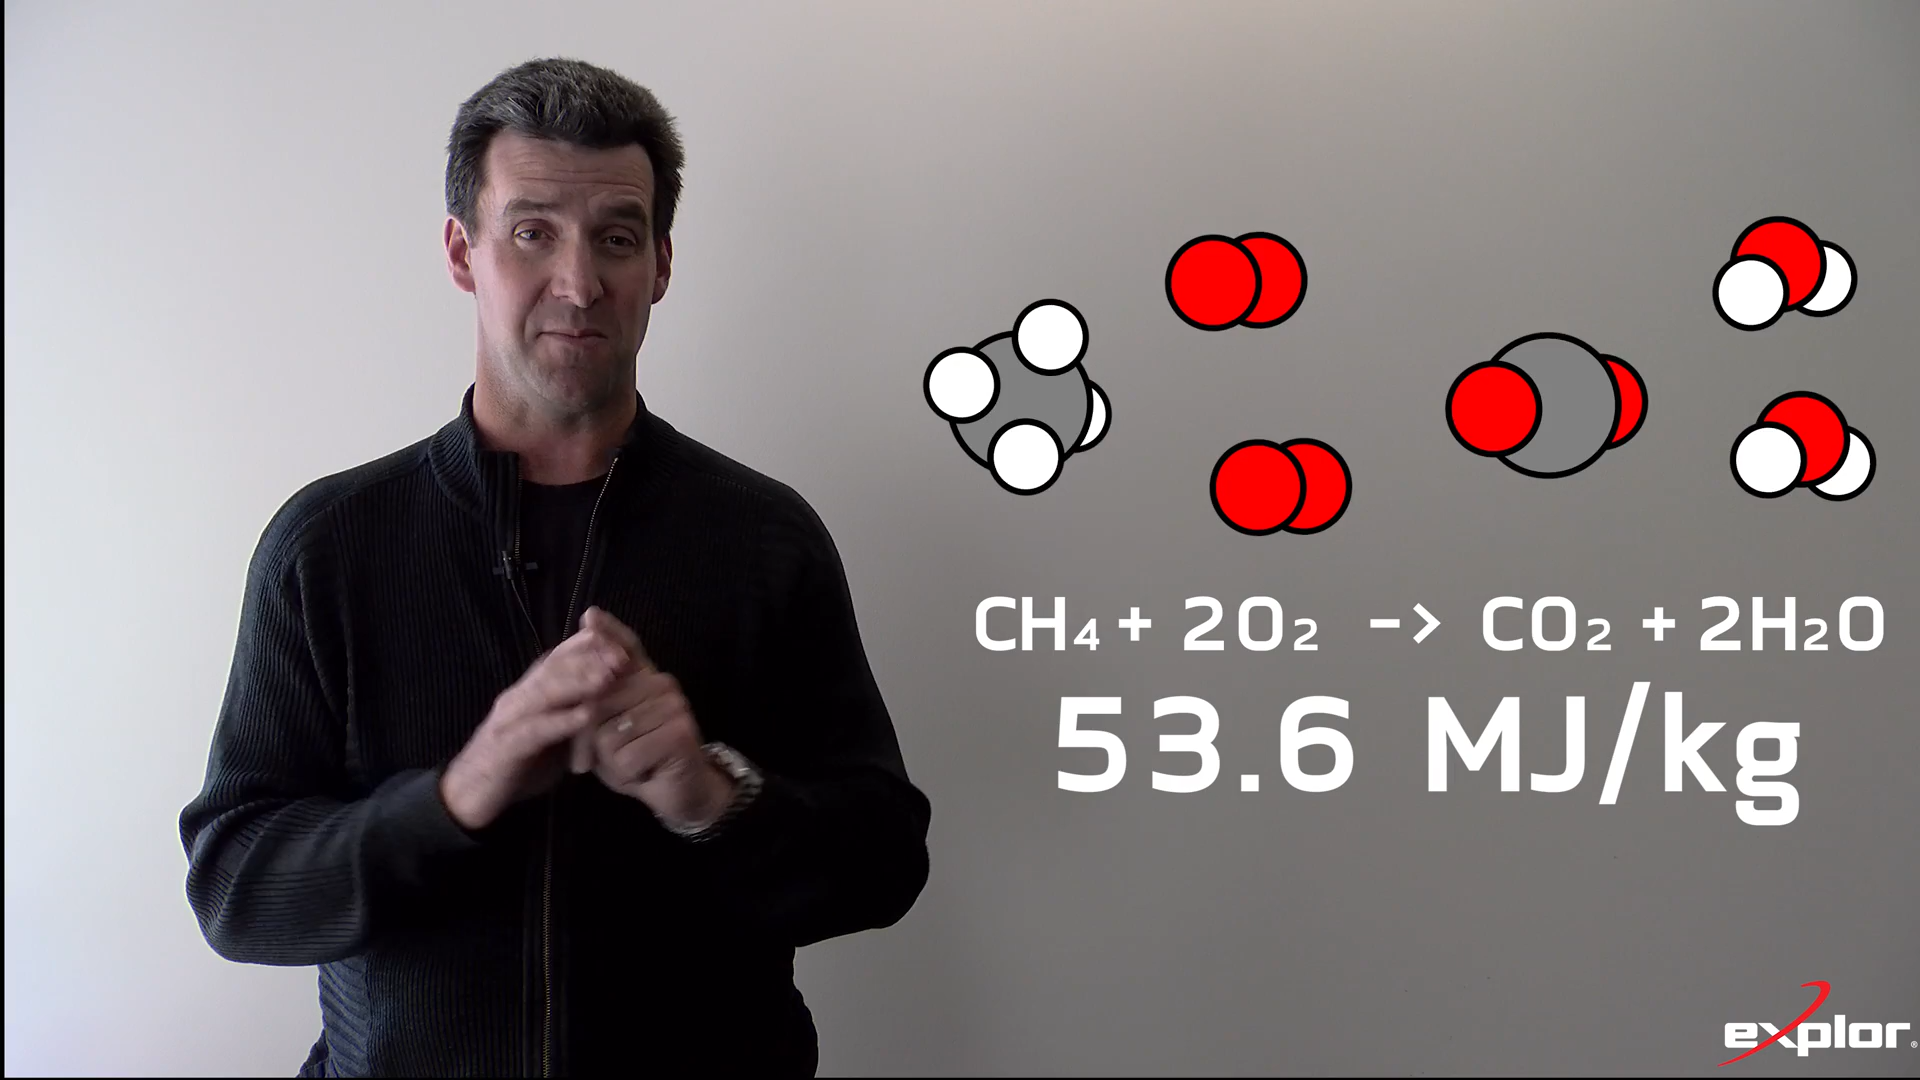 CH₄ + 2O₂ -> CO₂ + 2H₂O
53.6 MJ/kg
explor®